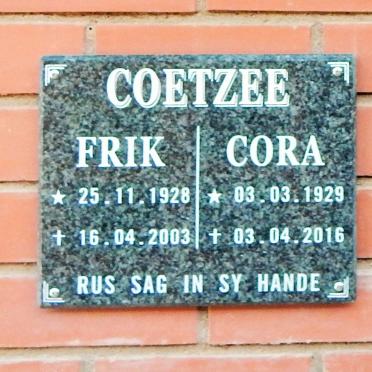 COETZEE
FRIK CORA
★ 25.11.1928 ★ 03.03.1929
✝ 16.04.2003 ✝ 03.04.2016
RUS SAG IN SY HANDE